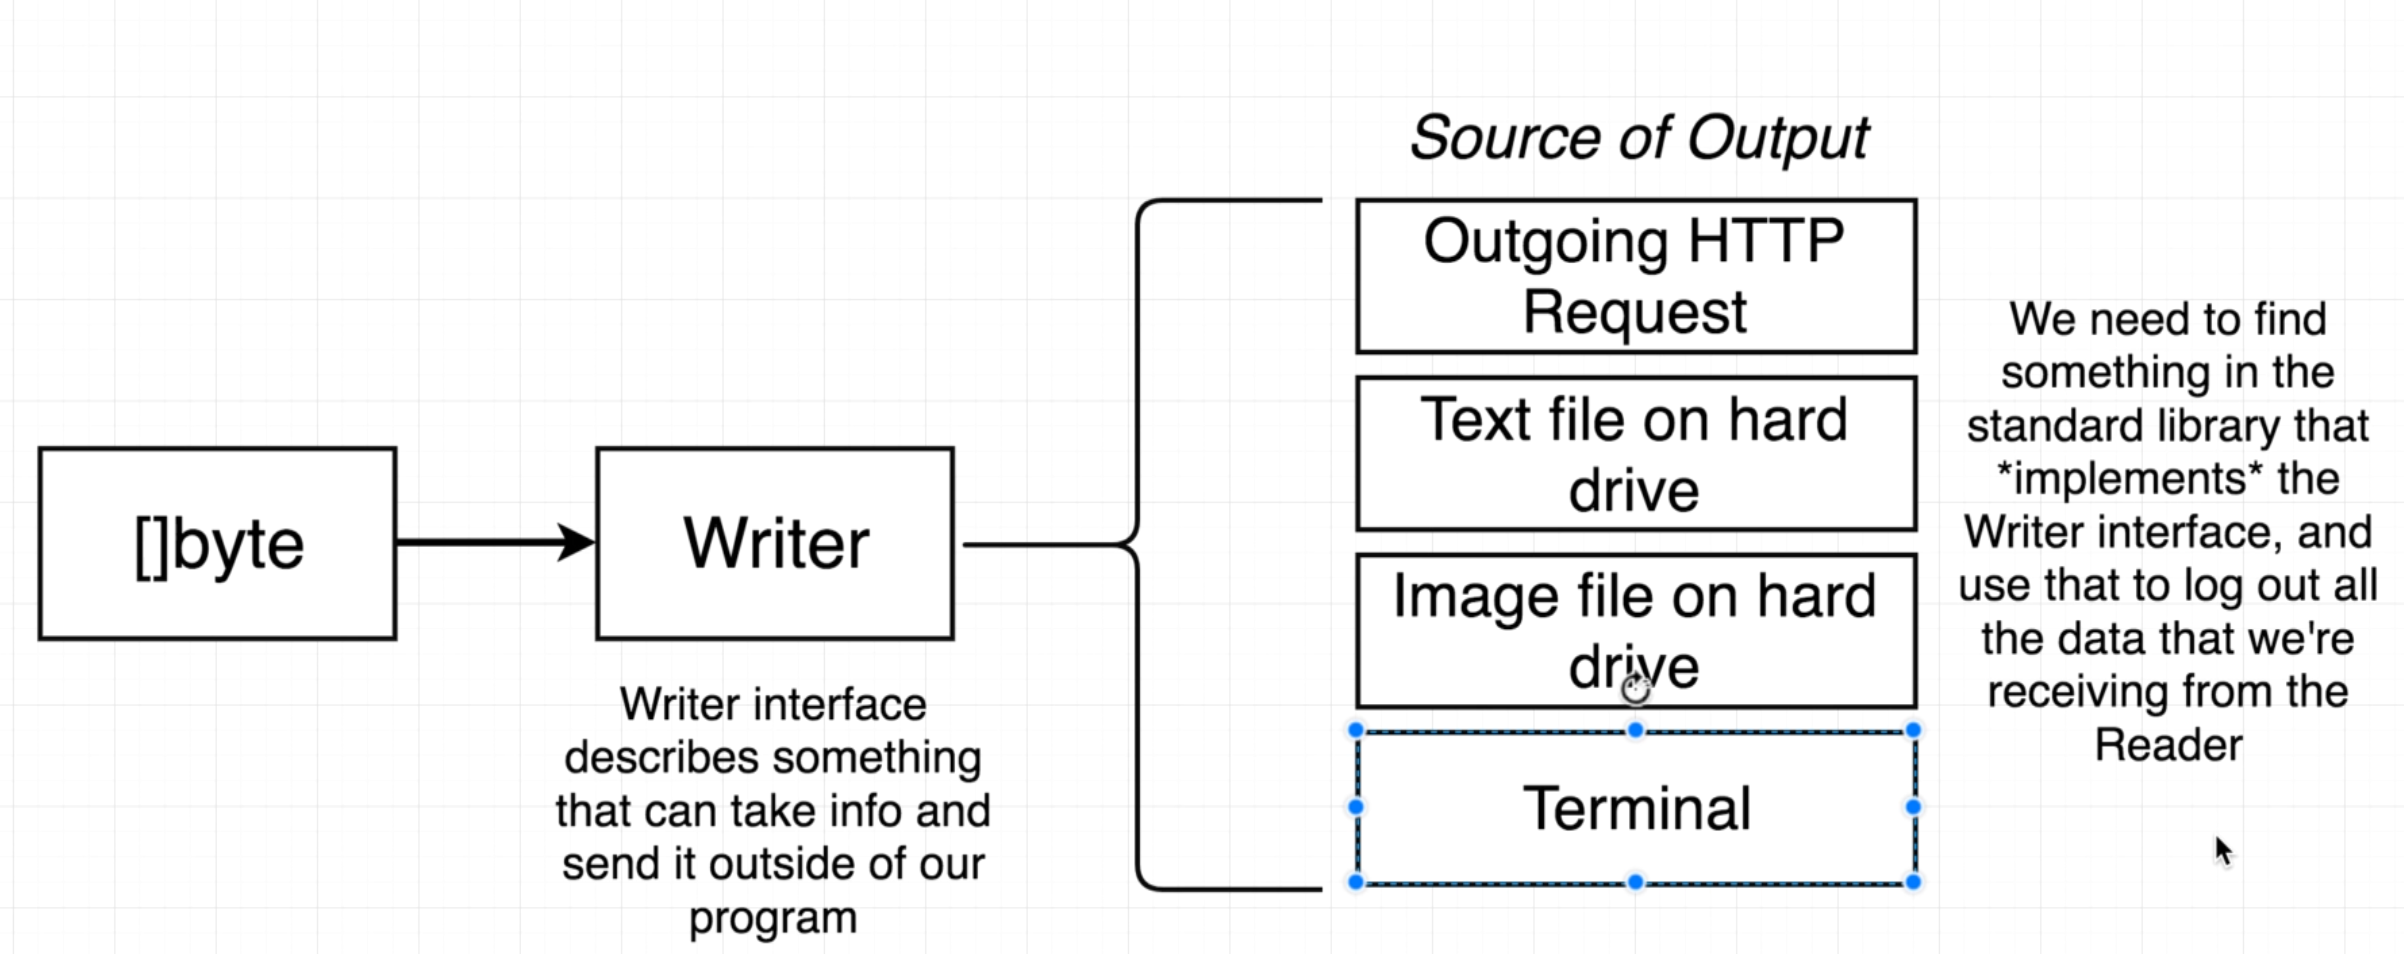 Source of Output
Outgoing HTTP
Request
Text file on hard
drive
Image file on hard
drive
Terminal
[]byte
Writer
Writer interface
describes something
that can take info and
send it outside of our
program
We need to find
something in the
standard library that
*implements* the
Writer interface, and
use that to log out all
the data that we're
receiving from the
Reader